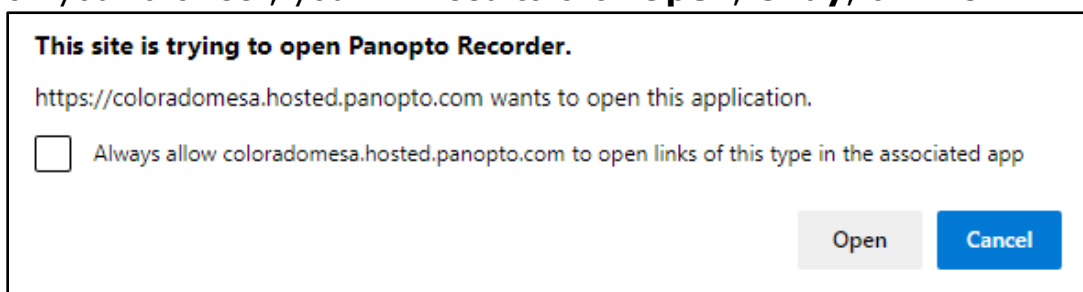 This site is trying to open Panopto Recorder.
https://coloradomesa.hosted.panopto.com wants to open this application.
Always allow coloradomesa.hosted.panopto.com to open links of this type in the associated app
Open Cancel